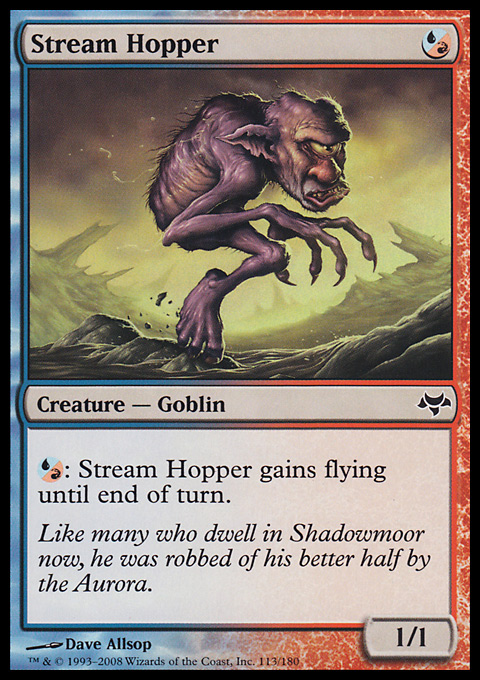 Stream Hopper
Creature — Goblin
: Stream Hopper gains flying
until end of turn.
Like many who dwell in Shadowmoor
now, he was robbed of his better half by
the Aurora.
Dave Allsop
1/1
™ & © 1993–2008 Wizards of the Coast, Inc. 113/180